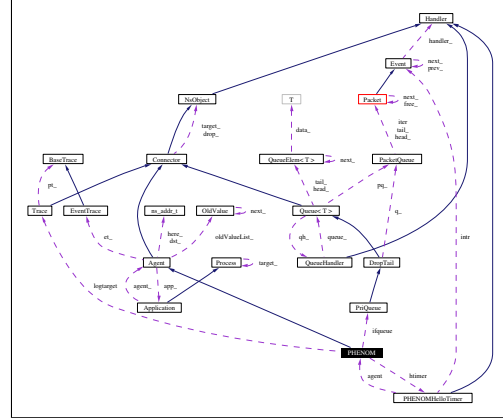 Handler
handler_
Event
next_
prev_
NsObject
T
Packet
next_
free_
target_
drop_
data_
iter
tail_
head_
BaseTrace
Connector
QueueElem< T >
next_
PacketQueue
pt_
tail_
head_
pq_
Trace
EventTrace
ns_addr_t
OldValue
next_
Queue< T >
et_
here_
dst_
oldValueList_
qh_
queue_
q_
intr
Agent
Process
target_
QueueHandler
DropTail
logtarget
agent_
app_
Application
PriQueue
ifqueue
PHENOM
agent
htimer
PHENOMHelloTimer